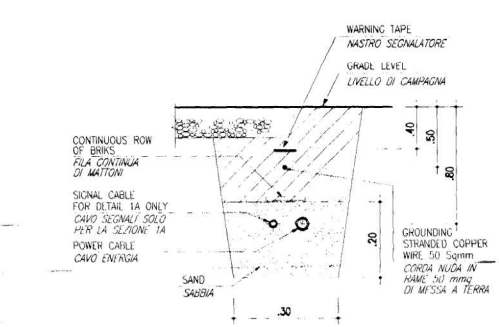 WARNING TAPE
NASTRO SEGNALATORE
GRADE LEVEL
LIVELLO DI CAMPAGNA
.40
.50
.80
CONTINUOUS ROW
OF BRIKS
FILA CONTINUA
DI MATTONI
SIGNAL CABLE
FOR DETAIL 1A ONLY
CAVO SEGNALI SOLO
PER LA SEZIONE 1A
POWER CABLE
CAVO ENERGIA
SAND
SABBIA
.20
.30
GROUNDING
STRANDED COPPER
WIRE 50 Sqmm
CORDA NUDA IN
RAME 50 mmq
DI MESSA A TERRA